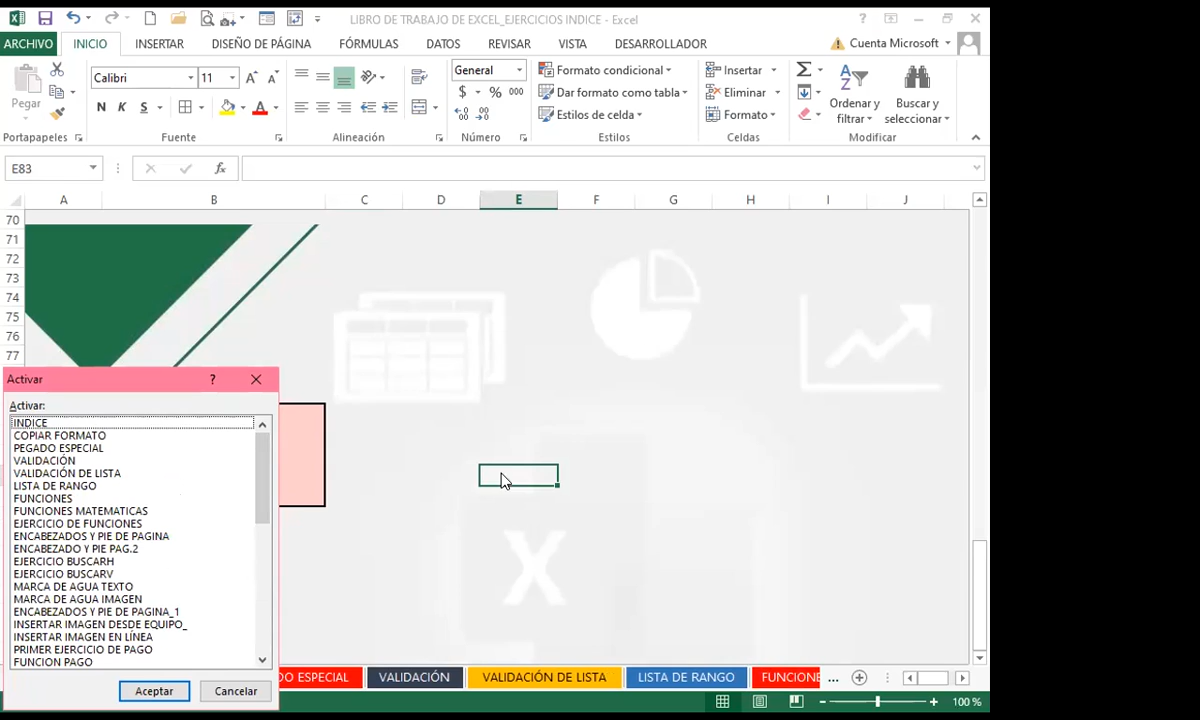 LIBRO DE TRABAJO DE EXCEL_EJERCICIOS INDICE - Excel
?
ARCHIVO INICIO INSERTAR DISEÑO DE PÁGINA FÓRMULAS DATOS REVISAR VISTA DESARROLLADOR Cuenta Microsoft
Pegar
Calibri 11
General
Formato condicional
Insertar
N K S
A
$ % 000
Dar formato como tabla
Eliminar
Ordenar y filtrar
Buscar y seleccionar
Estilos de celda
Formato
Portapapeles Fuente Alineación Número Estilos Celdas Modificar
E83 fx
A B C D E F G H I J
70
71
72
73
74
75
76
77
X
Activar ?
Activar:
INDICE
COPIAR FORMATO
PEGADO ESPECIAL
VALIDACIÓN
VALIDACIÓN DE LISTA
LISTA DE RANGO
FUNCIONES
FUNCIONES MATEMATICAS
EJERCICIO DE FUNCIONES
ENCABEZADOS Y PIE DE PAGINA
ENCABEZADO Y PIE PAG.2
EJERCICIO BUSCARH
EJERCICIO BUSCARV
MARCA DE AGUA TEXTO
MARCA DE AGUA IMAGEN
ENCABEZADOS Y PIE DE PAGINA_1
INSERTAR IMAGEN DESDE EQUIPO_
INSERTAR IMAGEN EN LÍNEA
PRIMER EJERCICIO DE PAGO
FUNCION PAGO
Aceptar Cancelar
DO ESPECIAL VALIDACIÓN VALIDACIÓN DE LISTA LISTA DE RANGO FUNCIONE ...
100 %